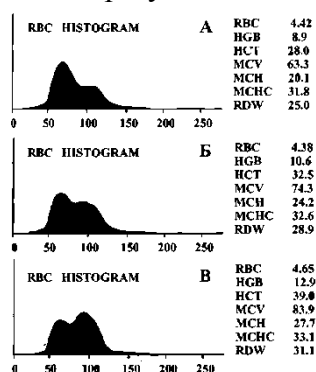 RBC HISTOGRAM А
RBC 4.42
HGB 8.9
HCT 28.0
MCV 63.3
MCH 20.1
MCHC 31.8
RDW 25.0
0 50 100 150 200 250
RBC HISTOGRAM Б
RBC 4.38
HGB 10.6
HCT 32.5
MCV 74.3
MCH 24.2
MCHC 32.6
RDW 28.9
0 50 100 150 200 250
RBC HISTOGRAM В
RBC 4.65
HGB 12.9
HCT 39.0
MCV 83.9
MCH 27.7
MCHC 33.1
RDW 31.1
0 50 100 150 200 250